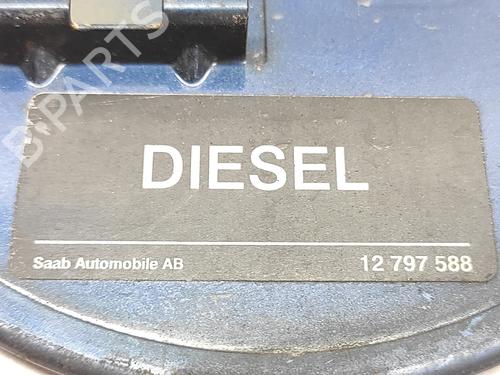 B-PARTS
DIESEL
Saab Automobile AB 12 797 588